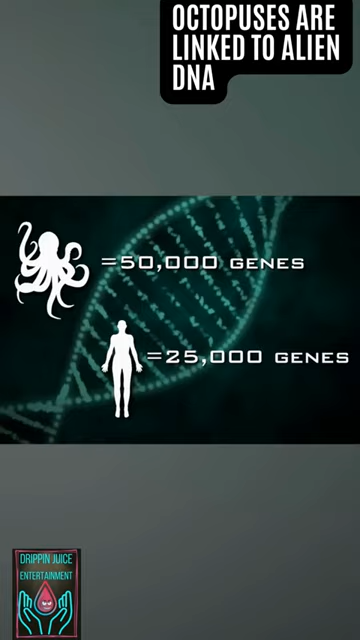 OCTOPUSES ARE
LINKED TO ALIEN
DNA
=50,000 GENES
=25,000 GENES
DRIPPIN JUICE
ENTERTAINMENT